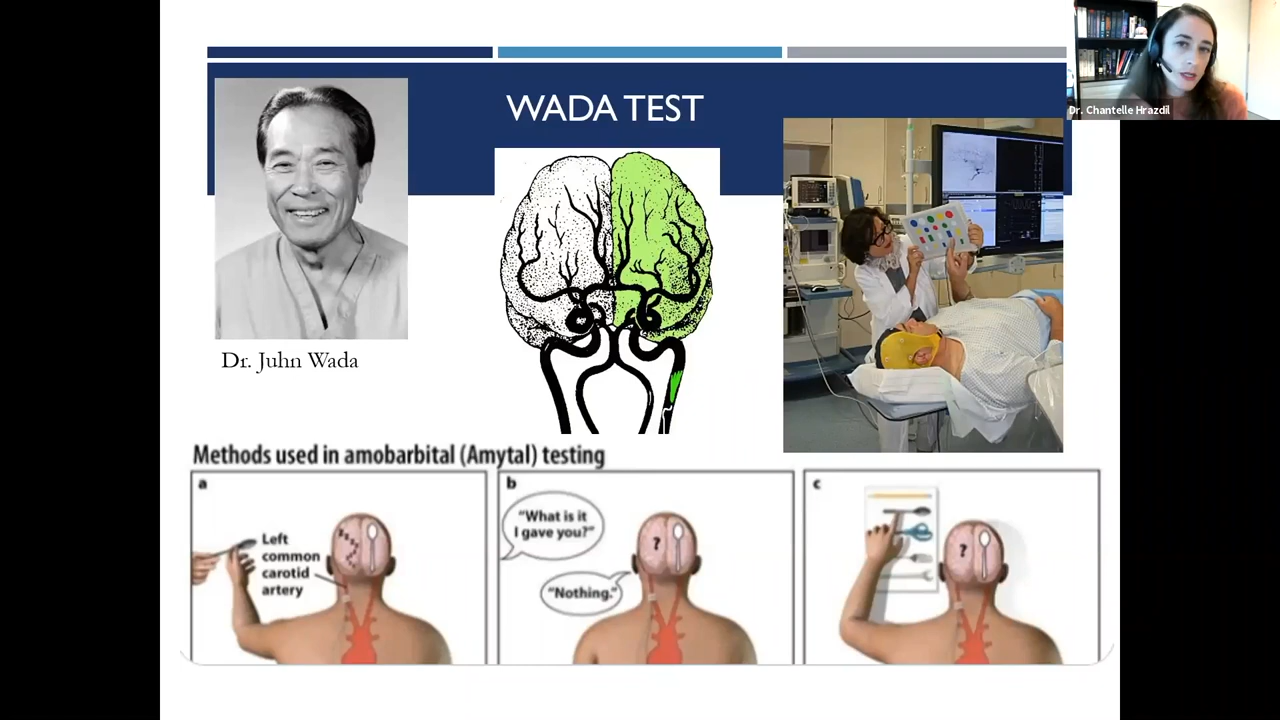 Dr. Chantelle Hrazdil
WADA TEST
Dr. Juhn Wada
Methods used in amobarbital (Amytal) testing
a
Left
common
carotid
artery
b
"What is it
I gave you?"
"Nothing."
?
c
?